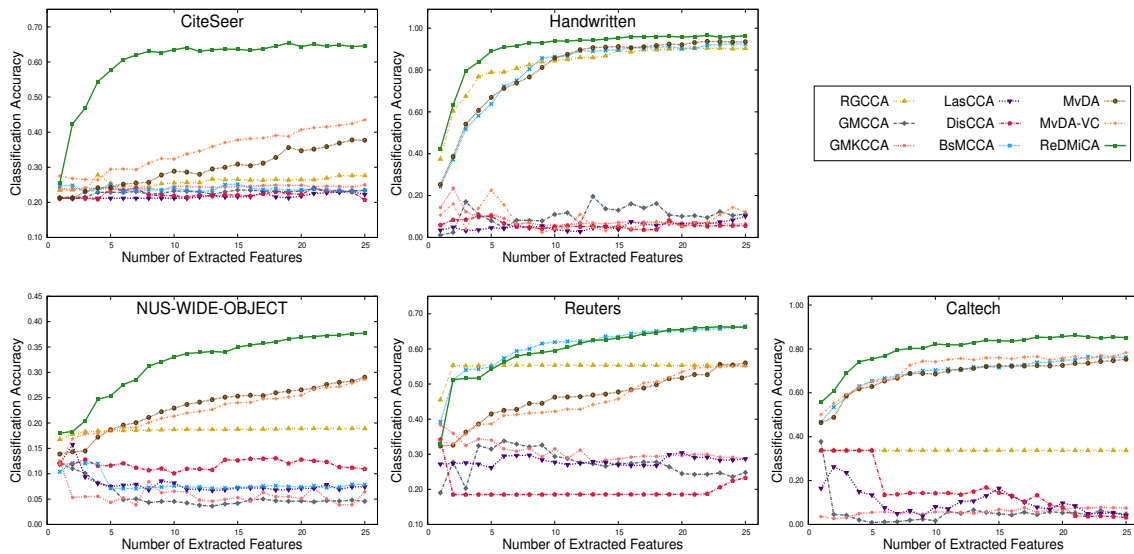 CiteSeer
Classification Accuracy
0.70
0.60
0.50
0.40
0.30
0.20
0.10
0 5 10 15 20 25
Number of Extracted Features
Handwritten
Classification Accuracy
1.00
0.80
0.60
0.40
0.20
0.00
0 5 10 15 20 25
Number of Extracted Features
RGCCA LasCCA MvDA
GMCCA DisCCA MvDA-VC
GMKCCA BsMCCA ReDMiCA
NUS-WIDE-OBJECT
Classification Accuracy
0.45
0.40
0.35
0.30
0.25
0.20
0.15
0.10
0.05
0.00
0 5 10 15 20 25
Number of Extracted Features
Reuters
Classification Accuracy
0.70
0.60
0.50
0.40
0.30
0.20
0.10
0 5 10 15 20 25
Number of Extracted Features
Caltech
Classification Accuracy
1.00
0.80
0.60
0.40
0.20
0.00
0 5 10 15 20 25
Number of Extracted Features